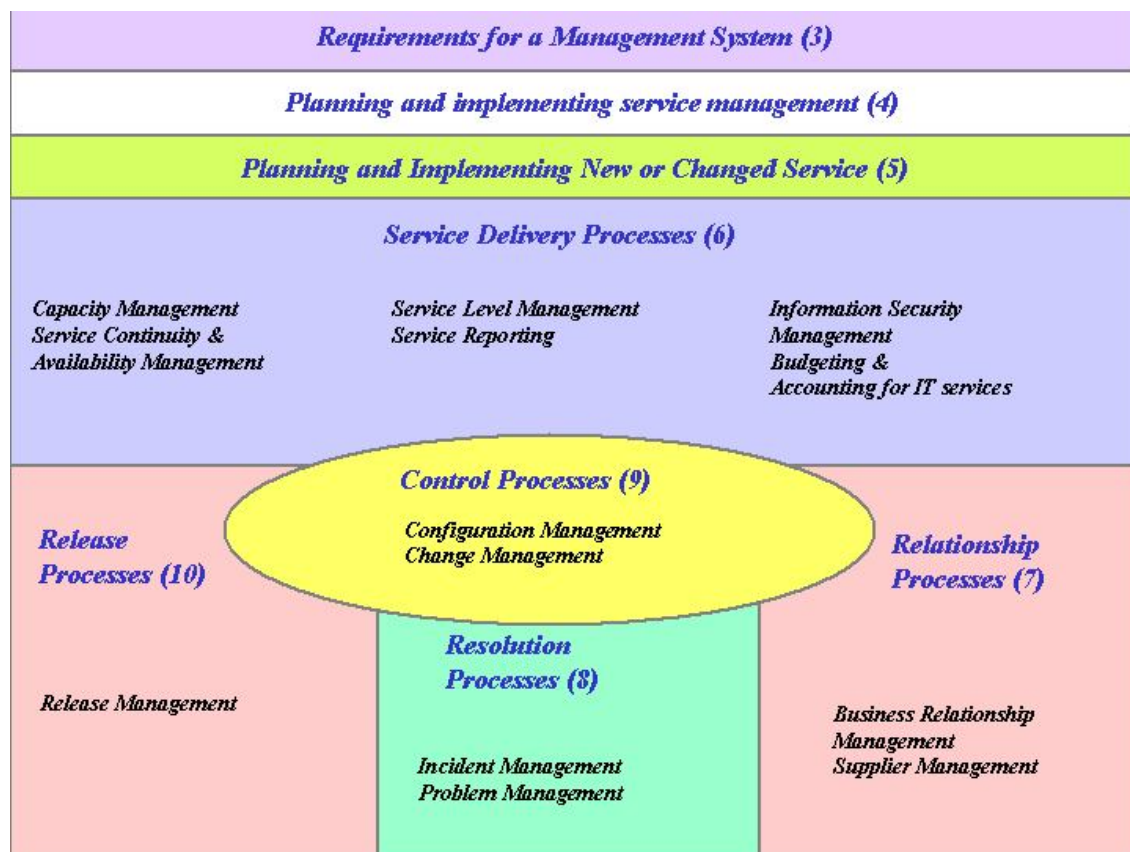 Requirements for a Management System (3)
Planning and implementing service management (4)
Planning and Implementing New or Changed Service (5)
Service Delivery Processes (6)
Capacity Management
Service Continuity &
Availability Management
Service Level Management
Service Reporting
Information Security
Management
Budgeting &
Accounting for IT services
Control Processes (9)
Configuration Management
Change Management
Release
Processes (10)
Release Management
Resolution
Processes (8)
Incident Management
Problem Management
Relationship
Processes (7)
Business Relationship
Management
Supplier Management